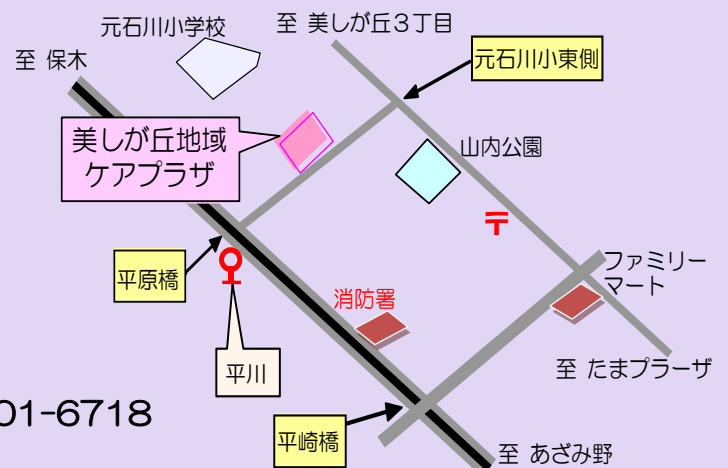 元石川小学校
至 美しが丘３丁目
至 保木
元石川小東側
美しが丘地域
ケアプラザ
山内公園
〒
平原橋
ファミリー
マート
消防署
平川
至 たまプラーザ
01-6718
平崎橋
至 あざみ野